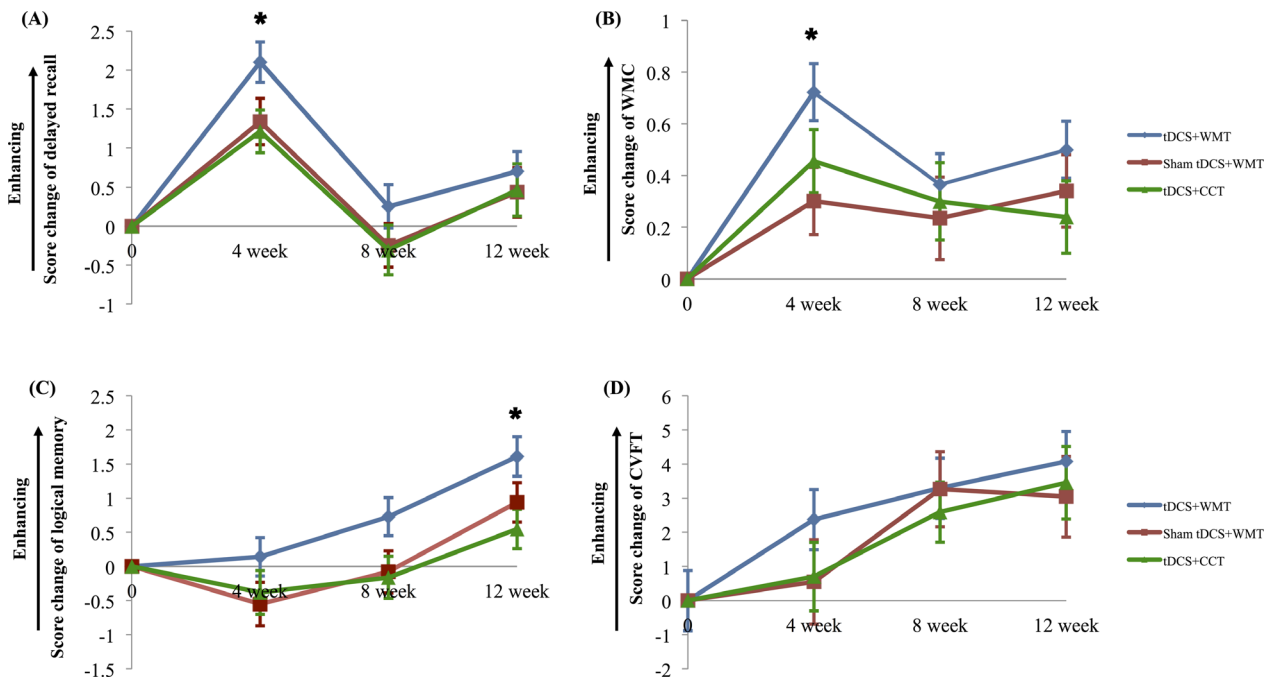 (A)
*
Enhancing
Score change of delayed recall
2.5
2
1.5
1
0.5
0
-0.5
-1
0
4 week
8 week
12 week
(B)
*
Enhancing
Score change of WMC
1
0.8
0.6
0.4
0.2
0
0
4 week
8 week
12 week
tDCS+WMT
Sham tDCS+WMT
tDCS+CCT
(C)
*
Enhancing
Score change of logical memory
2.5
2
1.5
1
0.5
0
-0.5
-1
-1.5
0
4 week
8 week
12 week
(D)
Enhancing
Score change of CVFT
6
5
4
3
2
1
0
-1
-2
0
4 week
8 week
12 week
tDCS+WMT
Sham tDCS+WMT
tDCS+CCT